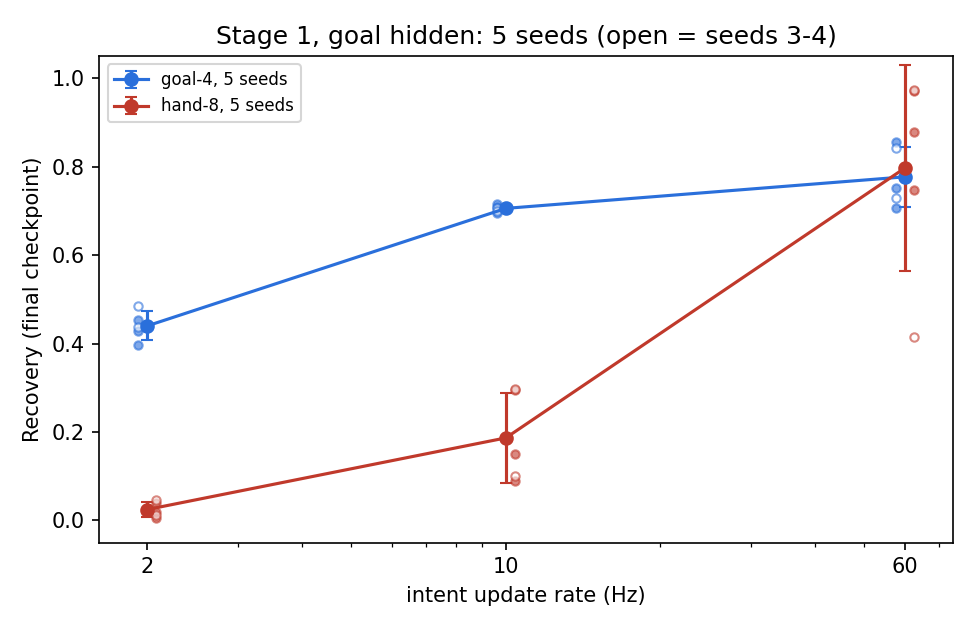 Stage 1, goal hidden: 5 seeds (open = seeds 3-4)
goal-4, 5 seeds
hand-8, 5 seeds
Recovery (final checkpoint)
1.0
0.8
0.6
0.4
0.2
0.0
2
10
60
intent update rate (Hz)